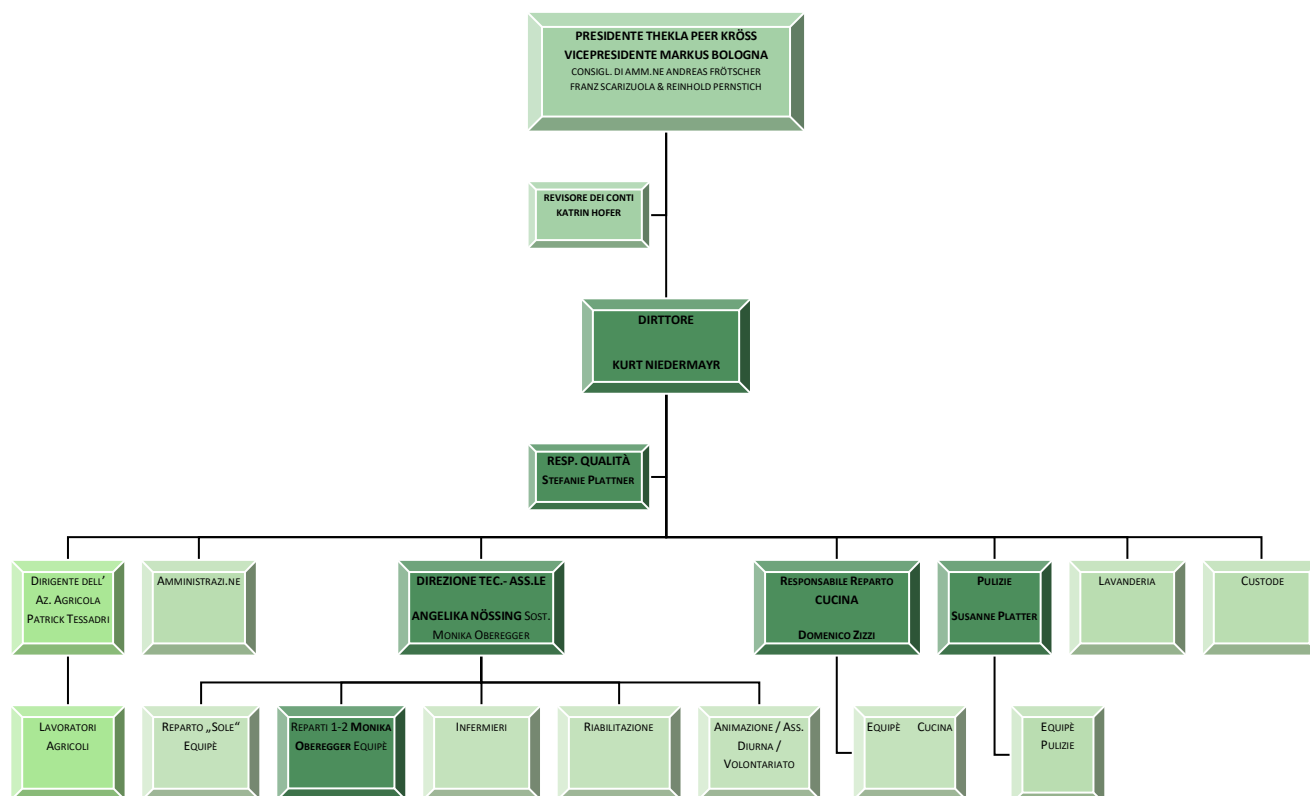 PRESIDENTE THEKLA PEER KRÖSS
VICEPRESIDENTE MARKUS BOLOGNA
CONSIGL. DI AMM.NE ANDREAS FRÖTSCHER
FRANZ SCARIZUOLA & REINHOLD PERNSTICH
REVISORE DEI CONTI
KATRIN HOFER
DIRTTORE
KURT NIEDERMAYR
RESP. QUALITÀ
STEFANIE PLATTNER
DIRIGENTE DELL'
AZ. AGRICOLA
PATRICK TESSADRI
AMMINISTRAZI.NE
DIREZIONE TEC.- ASS.LE
ANGELIKA NÖSSING SOST.
MONIKA OBEREGGER
RESPONSABILE REPARTO
CUCINA
DOMENICO ZIZZI
PULIZIE
SUSANNE PLATTER
LAVANDERIA
CUSTODE
LAVORATORI
AGRICOLI
REPARTO „SOLE“
EQUIPÈ
REPARTI 1-2 MONIKA
OBEREGGER EQUIPÈ
INFERMIERI
RIABILITAZIONE
ANIMAZIONE / ASS.
DIURNA /
VOLONTARIATO
EQUIPÈ CUCINA
EQUIPÈ
PULIZIE